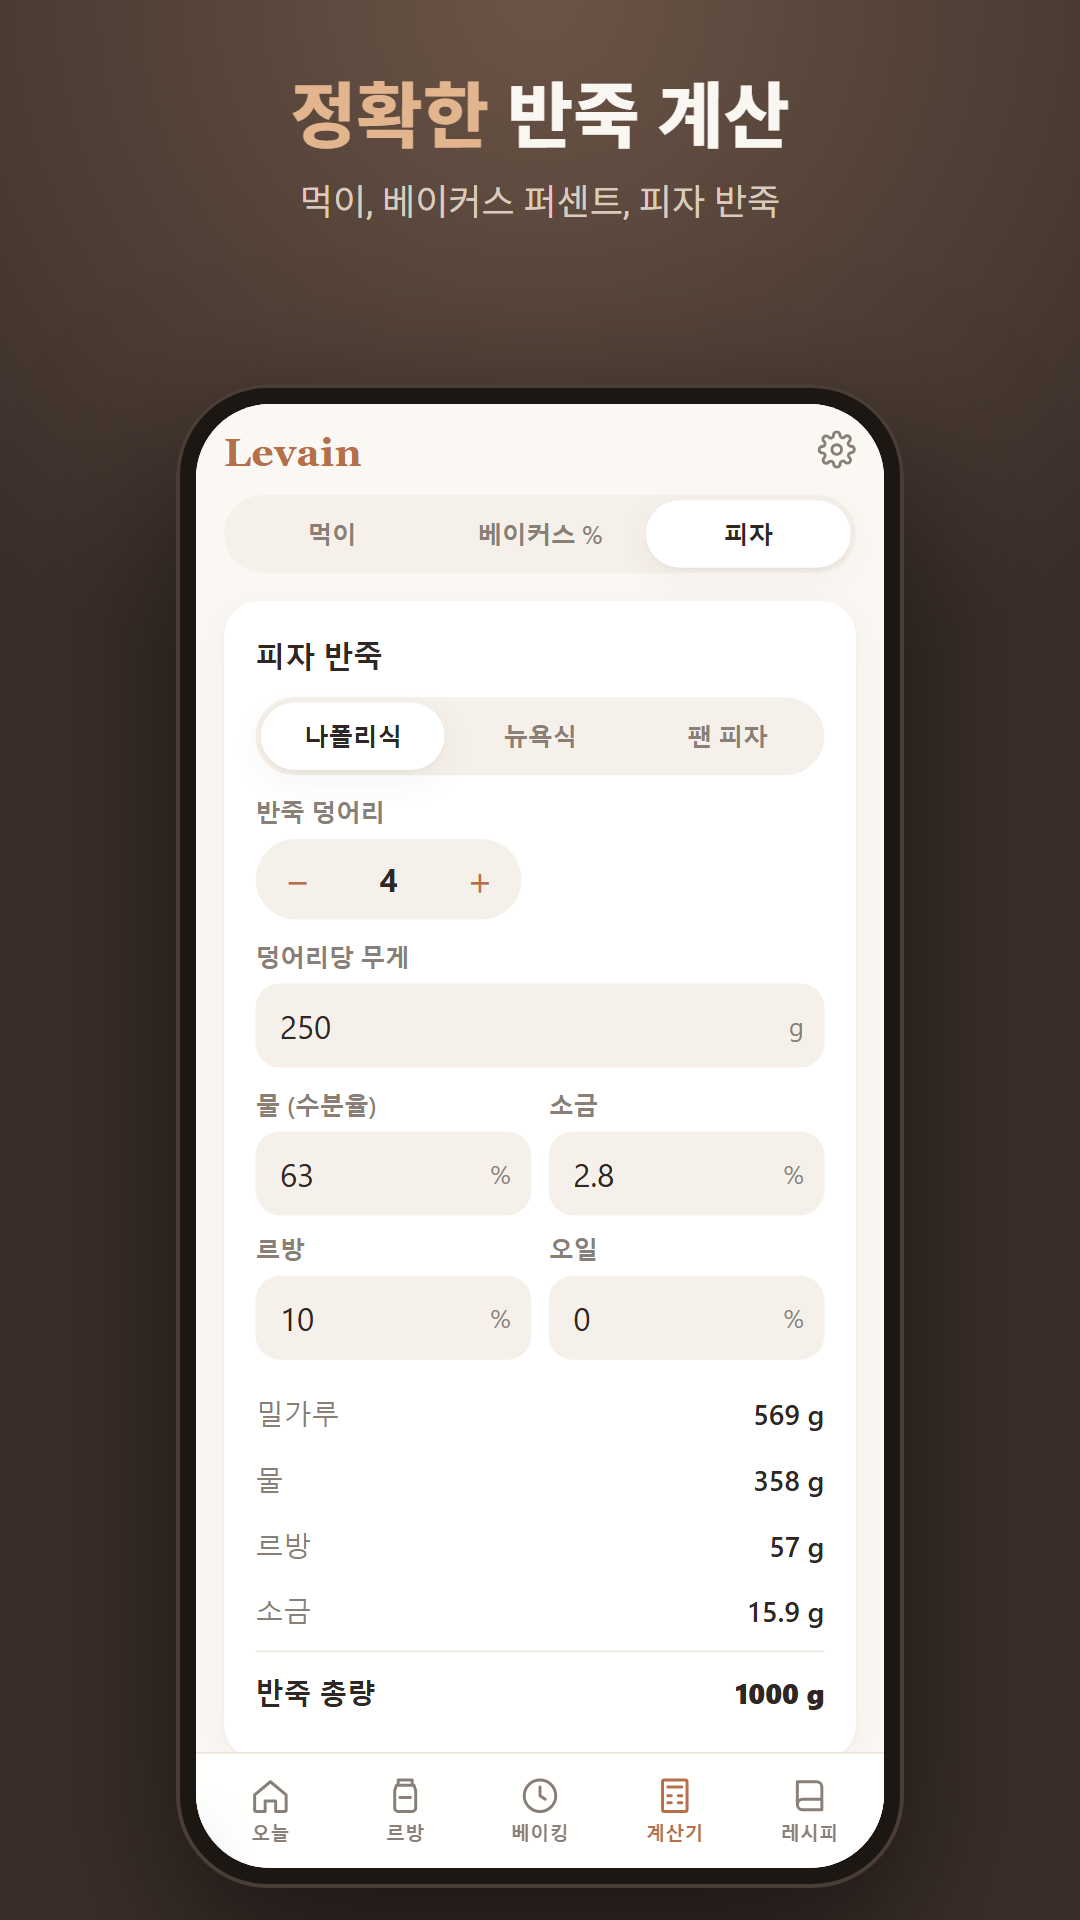 정확한 반죽 계산
먹이, 베이커스 퍼센트, 피자 반죽
Levain
먹이 베이커스 % 피자
피자 반죽
나폴리식 뉴욕식 팬 피자
반죽 덩어리
− 4 +
덩어리당 무게
250 g
물 (수분율) 소금
63 % 2.8 %
르방 오일
10 % 0 %
밀가루 569 g
물 358 g
르방 57 g
소금 15.9 g
반죽 총량 1000 g
오늘 르방 베이킹 계산기 레시피